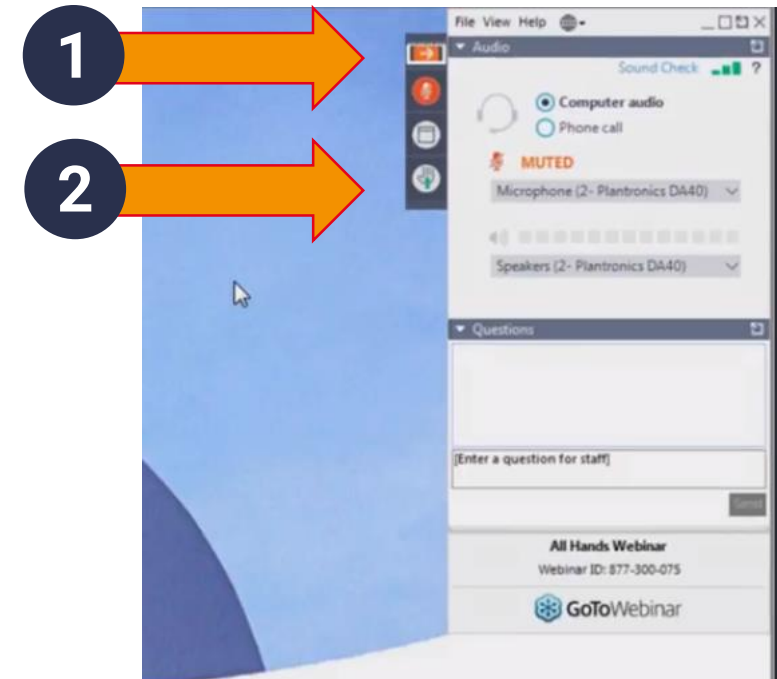 1
2
File View Help
Audio
Sound Check ?
Computer audio
Phone call
MUTED
Microphone (2- Plantronics DA40)
Speakers (2- Plantronics DA40)
Questions
[Enter a question for staff]
Send
All Hands Webinar
Webinar ID: 877-300-075
GoToWebinar